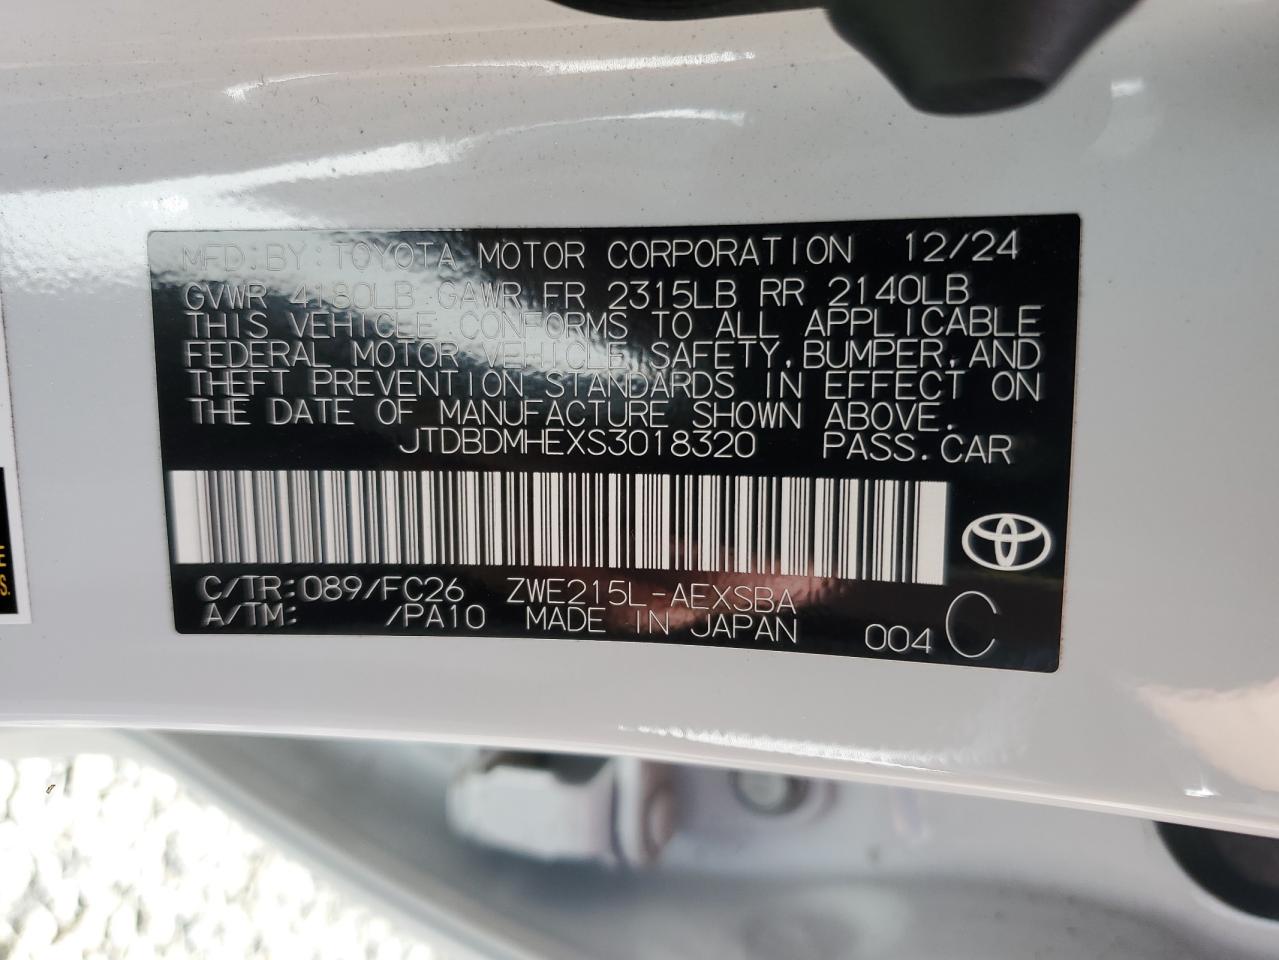 MFD.BY:TOYOTA MOTOR CORPORATION 12/24
GVWR 4180LB GAWR FR 2315LB RR 2140LB
THIS VEHICLE CONFORMS TO ALL APPLICABLE
FEDERAL MOTOR VEHICLE SAFETY,BUMPER,AND
THEFT PREVENTION STANDARDS IN EFFECT ON
THE DATE OF MANUFACTURE SHOWN ABOVE.
JTDBDMHEXS3018320 PASS.CAR
C/TR:089/FC26 ZWE215L-AEXSBA
A/TM: /PA10 MADE IN JAPAN 004 C